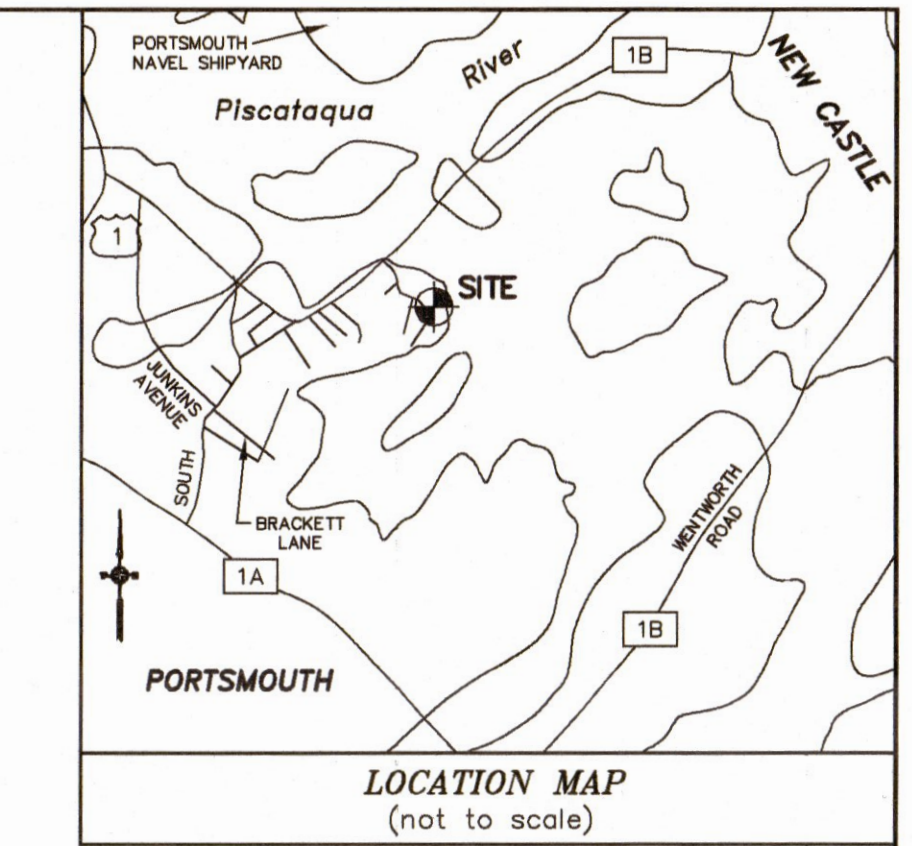 PORTSMOUTH
NAVEL SHIPYARD
River
1B
NEW CASTLE
Piscataqua
1
SITE
JUNKINS
AVENUE
SOUTH
BRACKETT
LANE
WENTWORTH
ROAD
1A
1B
PORTSMOUTH
LOCATION MAP
(not to scale)